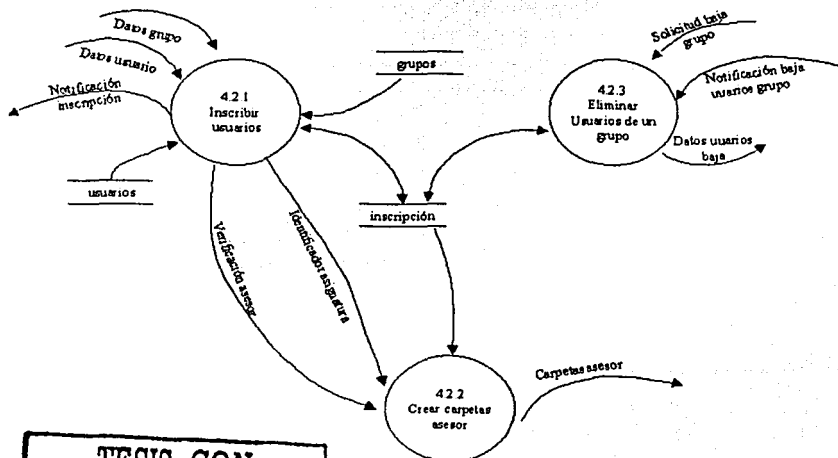 Datos grupo
Datos usuario
Notificación
inscripción
4.2.1
Inscribir
usuarios
usuarios
grupos
inscripción
Solicitud baja
grupo
4.2.3
Eliminar
Usuarios de un
grupo
Notificación baja
usuarios grupo
Datos usuarios
baja
Verificación asesor
Identificador asignatura
4.2.2
Crear carpetas
asesor
Carpetas asesor
TESIS CON